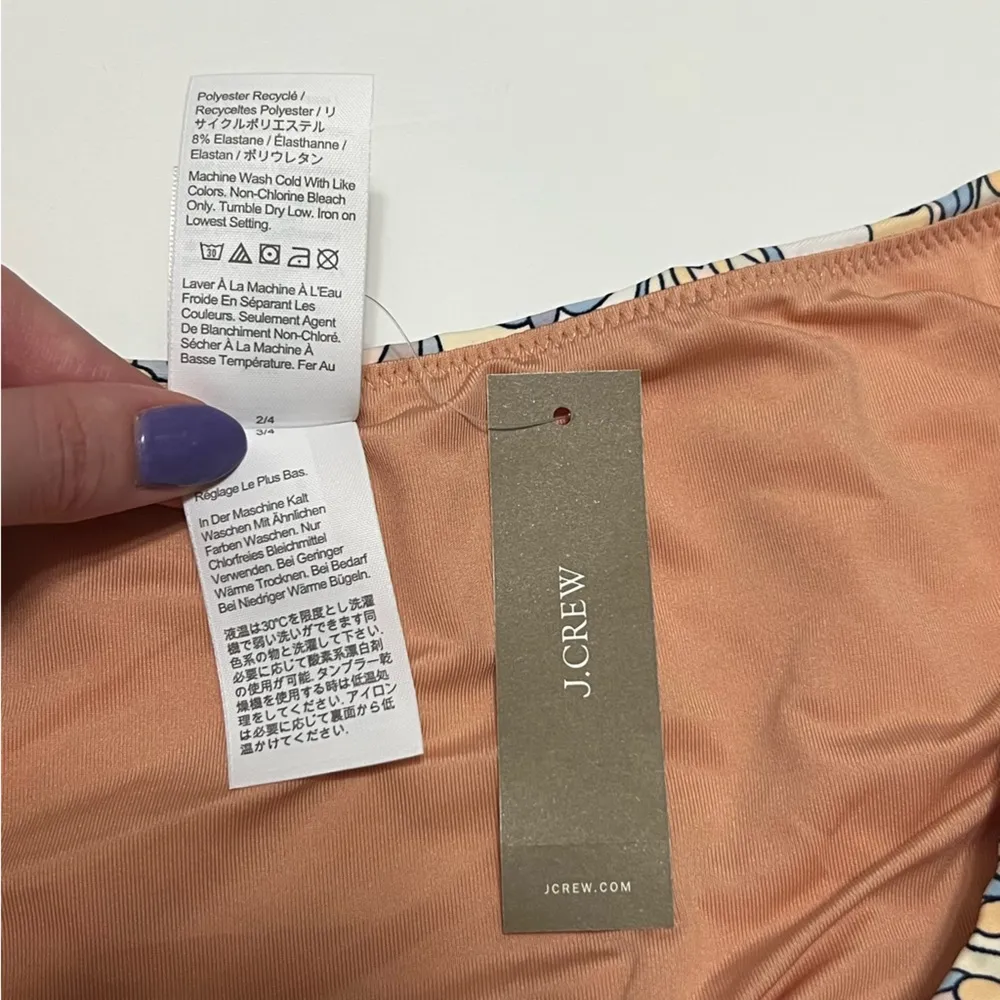 Polyester Recyclé /
Recyceltes Polyester / リ
サイクルポリエステル
8% Elastane / Élasthanne /
Elastan / ポリウレタン
Machine Wash Cold With Like
Colors. Non-Chlorine Bleach
Only. Tumble Dry Low. Iron on
Lowest Setting.
30
Laver À La Machine À L'Eau
Froide En Séparant Les
Couleurs. Seulement Agent
De Blanchiment Non-Chloré.
Sécher À La Machine À
Basse Température. Fer Au
2/4
3/4
Réglage Le Plus Bas.
In Der Maschine Kalt
Waschen Mit Ähnlichen
Farben Waschen. Nur
Chlorfreies Bleichmittel
Verwenden. Bei Geringer
Wärme Trocknen. Bei Bedarf
Bei Niedriger Wärme Bügeln.
液温は30℃を限度とし洗濯
機で弱い洗いができます同
色系の物と洗濯して下さい.
必要に応じて酸素系漂白剤
の使用が可能. タンブラー乾
燥機を使用する時は低温処
理をしてください. アイロン
は必要に応じて裏面から低
温かけてください.
J.CREW
JCREW.COM